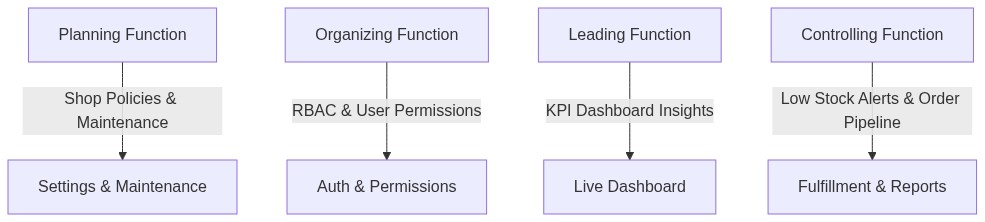 Planning Function
Organizing Function
Leading Function
Controlling Function
Shop Policies &
Maintenance
RBAC & User Permissions
KPI Dashboard Insights
Low Stock Alerts & Order
Pipeline
Settings & Maintenance
Auth & Permissions
Live Dashboard
Fulfillment & Reports